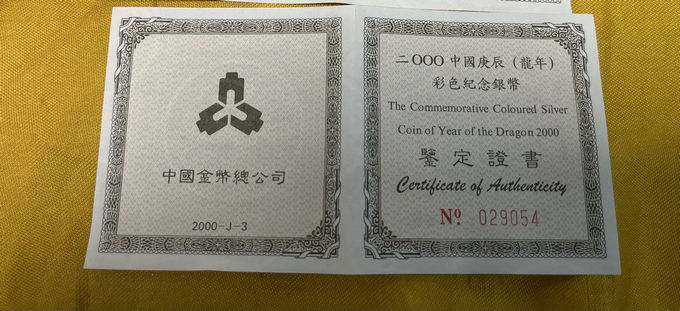 中國金幣總公司
2000-J-3
二OOO中國庚辰（龍年）
彩色紀念銀幣
The Commemorative Coloured Silver
Coin of Year of the Dragon 2000
鑒定證書
Certificate of Authenticity
Nº. 029054